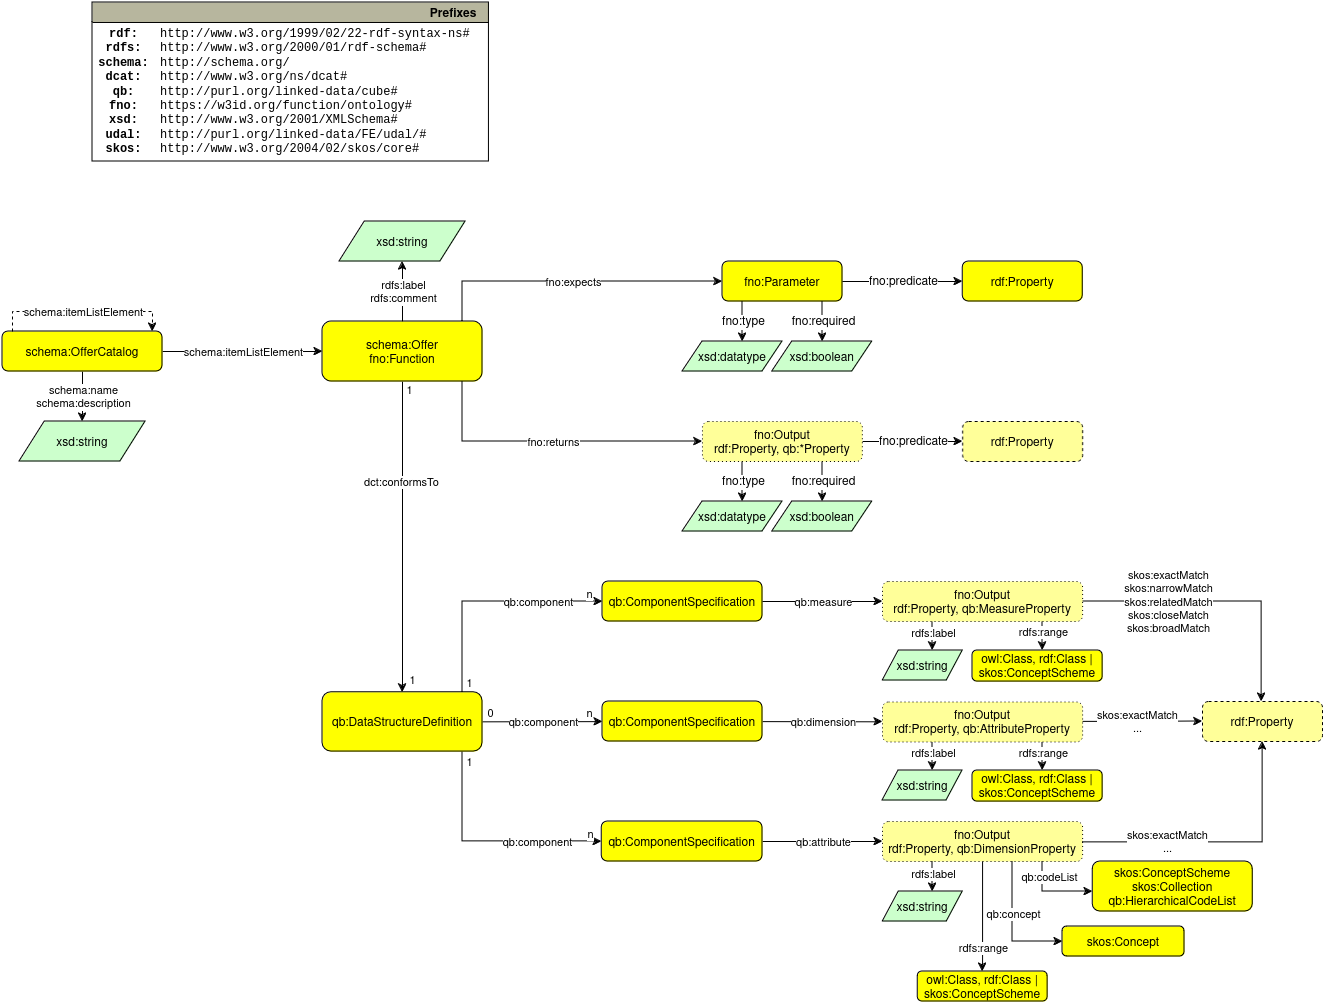 Prefixes
rdf: http://www.w3.org/1999/02/22-rdf-syntax-ns#
rdfs: http://www.w3.org/2000/01/rdf-schema#
schema: http://schema.org/
dcat: http://www.w3.org/ns/dcat#
qb: http://purl.org/linked-data/cube#
fno: https://w3id.org/function/ontology#
xsd: http://www.w3.org/2001/XMLSchema#
udal: http://purl.org/linked-data/FE/udal/#
skos: http://www.w3.org/2004/02/skos/core#
xsd:string
rdfs:label
rdfs:comment
schema:itemListElement
schema:OfferCatalog
schema:name
schema:description
xsd:string
schema:itemListElement
schema:Offer
fno:Function
fno:expects
fno:Parameter
fno:predicate
rdf:Property
fno:type
fno:required
xsd:datatype
xsd:boolean
1
fno:returns
fno:Output
rdf:Property, qb:*Property
fno:predicate
rdf:Property
fno:type
fno:required
xsd:datatype
xsd:boolean
dct:conformsTo
1
qb:DataStructureDefinition
1
qb:component
n
qb:ComponentSpecification
qb:measure
fno:Output
rdf:Property, qb:MeasureProperty
rdfs:label
rdfs:range
xsd:string
owl:Class, rdf:Class |
skos:ConceptScheme
skos:exactMatch
skos:narrowMatch
skos:relatedMatch
skos:closeMatch
skos:broadMatch
0
qb:component
n
qb:ComponentSpecification
qb:dimension
fno:Output
rdf:Property, qb:AttributeProperty
rdfs:label
rdfs:range
xsd:string
owl:Class, rdf:Class |
skos:ConceptScheme
skos:exactMatch
...
rdf:Property
1
qb:component
n
qb:ComponentSpecification
qb:attribute
fno:Output
rdf:Property, qb:DimensionProperty
skos:exactMatch
...
rdfs:label
xsd:string
qb:codeList
skos:ConceptScheme
skos:Collection
qb:HierarchicalCodeList
qb:concept
skos:Concept
rdfs:range
owl:Class, rdf:Class |
skos:ConceptScheme